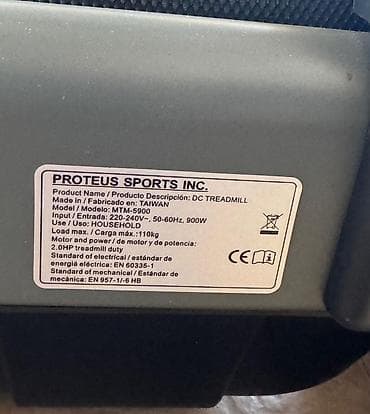 PROTEUS SPORTS INC.
Product Name / Producto Descripción: DC TREADMILL
Made in / Fabricado en: TAIWAN
Model / Modelo: MTM-5900
Input / Entrada: 220-240V~, 50-60Hz, 900W
Use / Uso: HOUSEHOLD
Load max. / Carga máx.:110kg
Motor and power / de motor y de potencia:
2.0HP treadmill duty
Standard of electrical / estándar de
energiá eléctrica: EN 60335-1
Standard of mechanical / Estándar de
mecánica: EN 957-1/-6 HB
CE